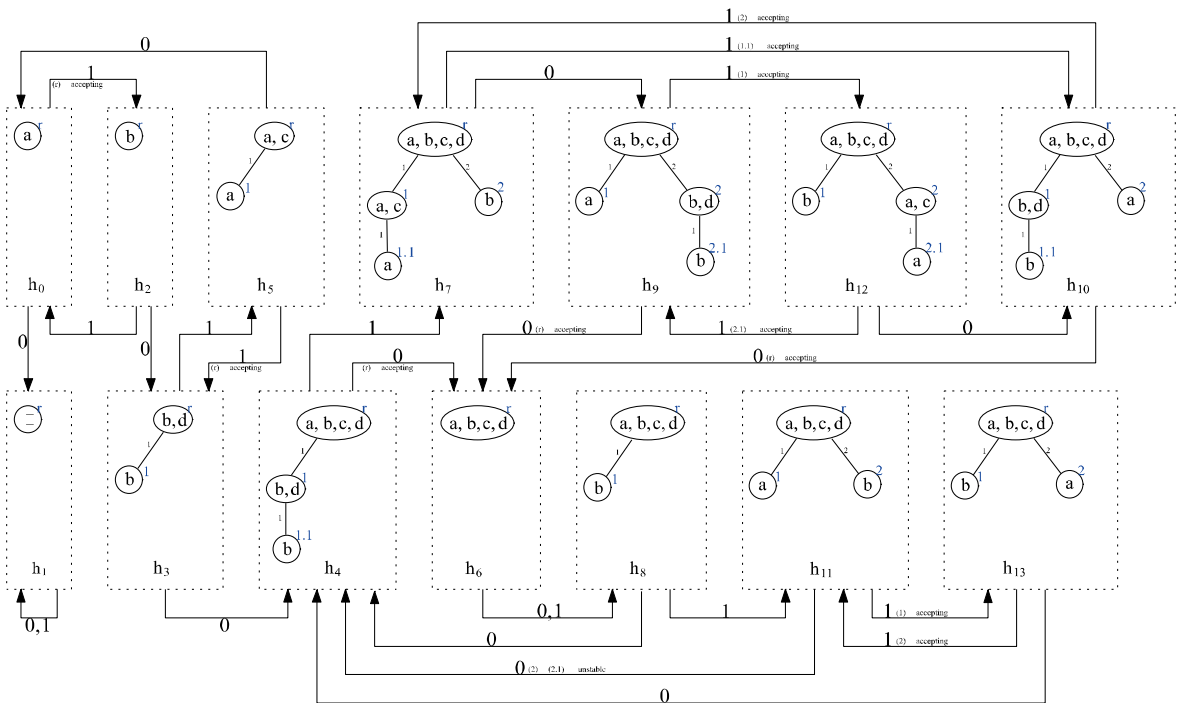 1 (2) accepting
0
1 (1.1) accepting
1
(r) accepting
0
1 (1) accepting
a r
b r
a, c r
a, b,c, d r
a, b,c, d r
a, b,c, d r
a, b,c, d r
1
1 2
1 2
1 2
1 2
a 1
a, c 1
b 2
a 1
b,d 2
b 1
a, c 2
b,d 1
a 2
1
1
1
1
a 1.1
b 2.1
a 2.1
b 1.1
h0
h2
h5
h7
h9
h12
h10
0
1
0
1
1
(r) accepting
1
0
(r) accepting
0 (r) accepting
1 (2.1) accepting
0
0 (r) accepting
– r
–
b,d r
a, b,c, d r
a, b,c, d r
a, b,c, d r
a, b,c, d r
a, b,c, d r
1
1
1
1 2
1 2
b 1
b,d 1
b 1
a 1
b 2
b 1
a 2
1
b 1.1
h1
h3
h4
h6
h8
h11
h13
0,1
0
0,1
1
1 (1) accepting
0
1 (2) accepting
0 (2) (2.1) unstable
0